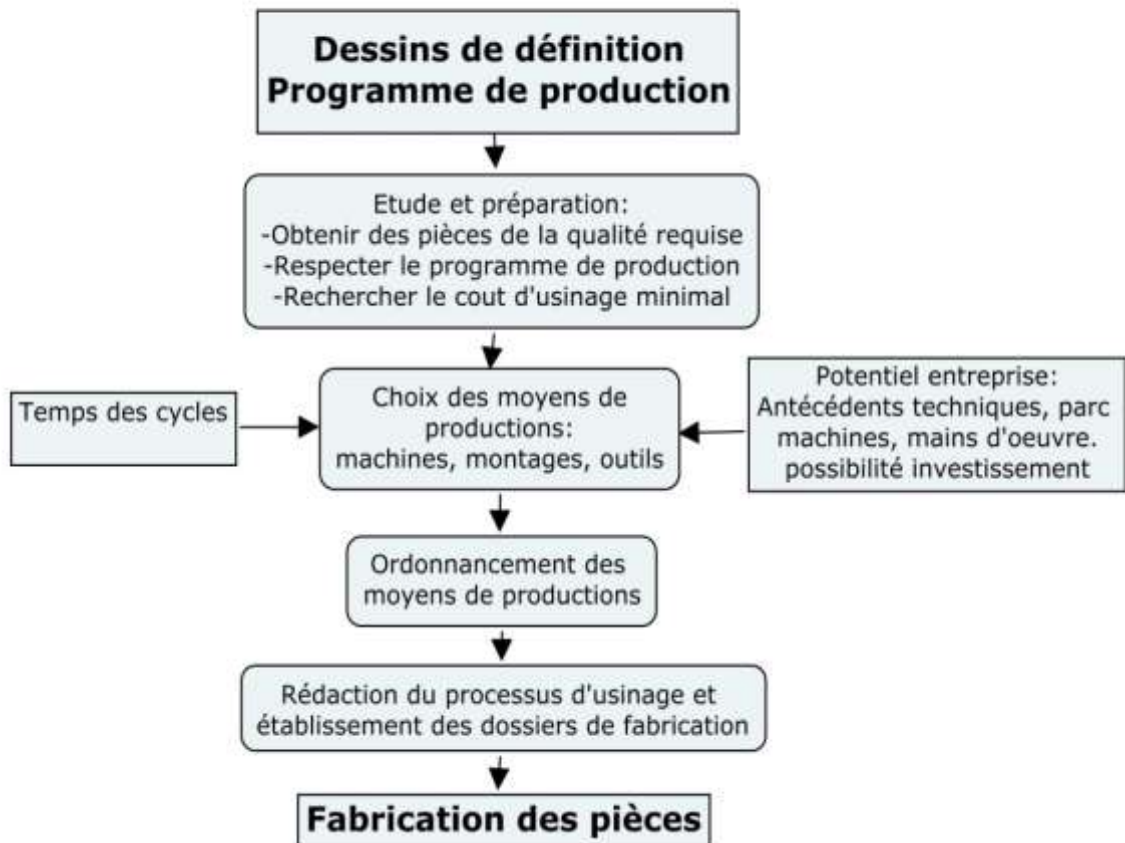 Dessins de définition
Programme de production
Etude et préparation:
-Obtenir des pièces de la qualité requise
-Respecter le programme de production
-Rechercher le cout d'usinage minimal
Temps des cycles
Choix des moyens de
productions:
machines, montages, outils
Potentiel entreprise:
Antécédents techniques, parc
machines, mains d'oeuvre.
possibilité investissement
Ordonnancement des
moyens de productions
Rédaction du processus d'usinage et
établissement des dossiers de fabrication
Fabrication des pièces